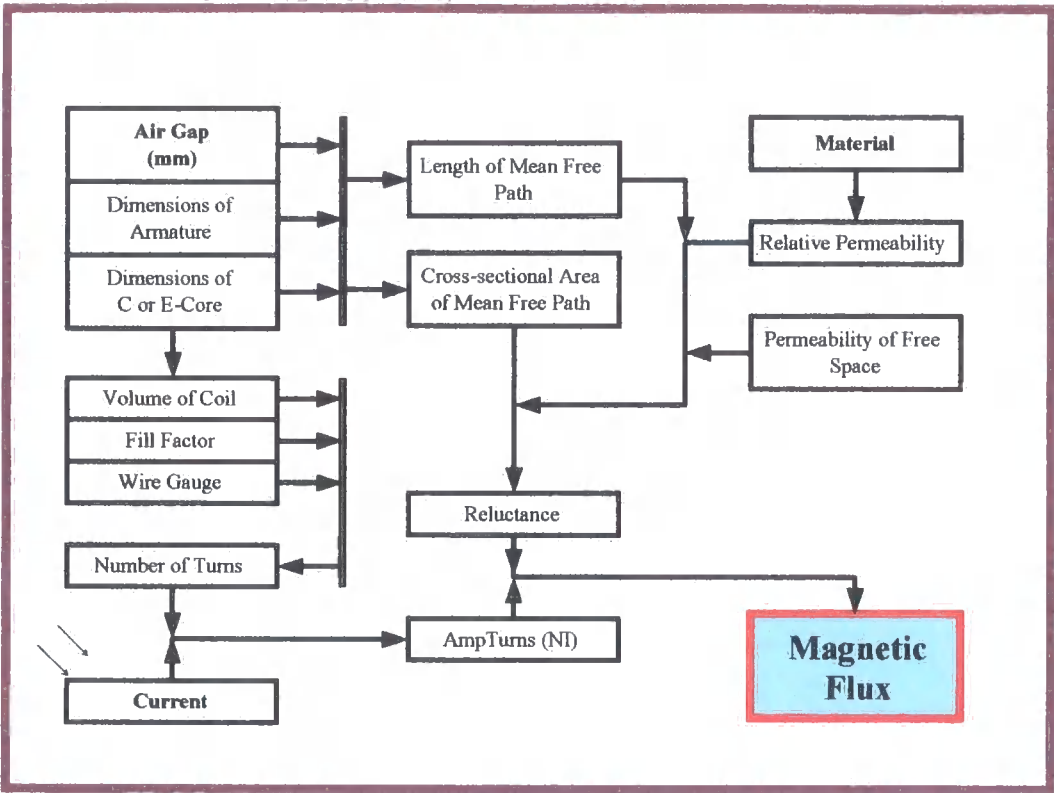 Air Gap
(mm)
Dimensions of
Armature
Dimensions of
C or E-Core
Volume of Coil
Fill Factor
Wire Gauge
Number of Turns
Current
Length of Mean Free
Path
Cross-sectional Area
of Mean Free Path
Reluctance
AmpTurns (NI)
Material
Relative Permeability
Permeability of Free
Space
Magnetic
Flux